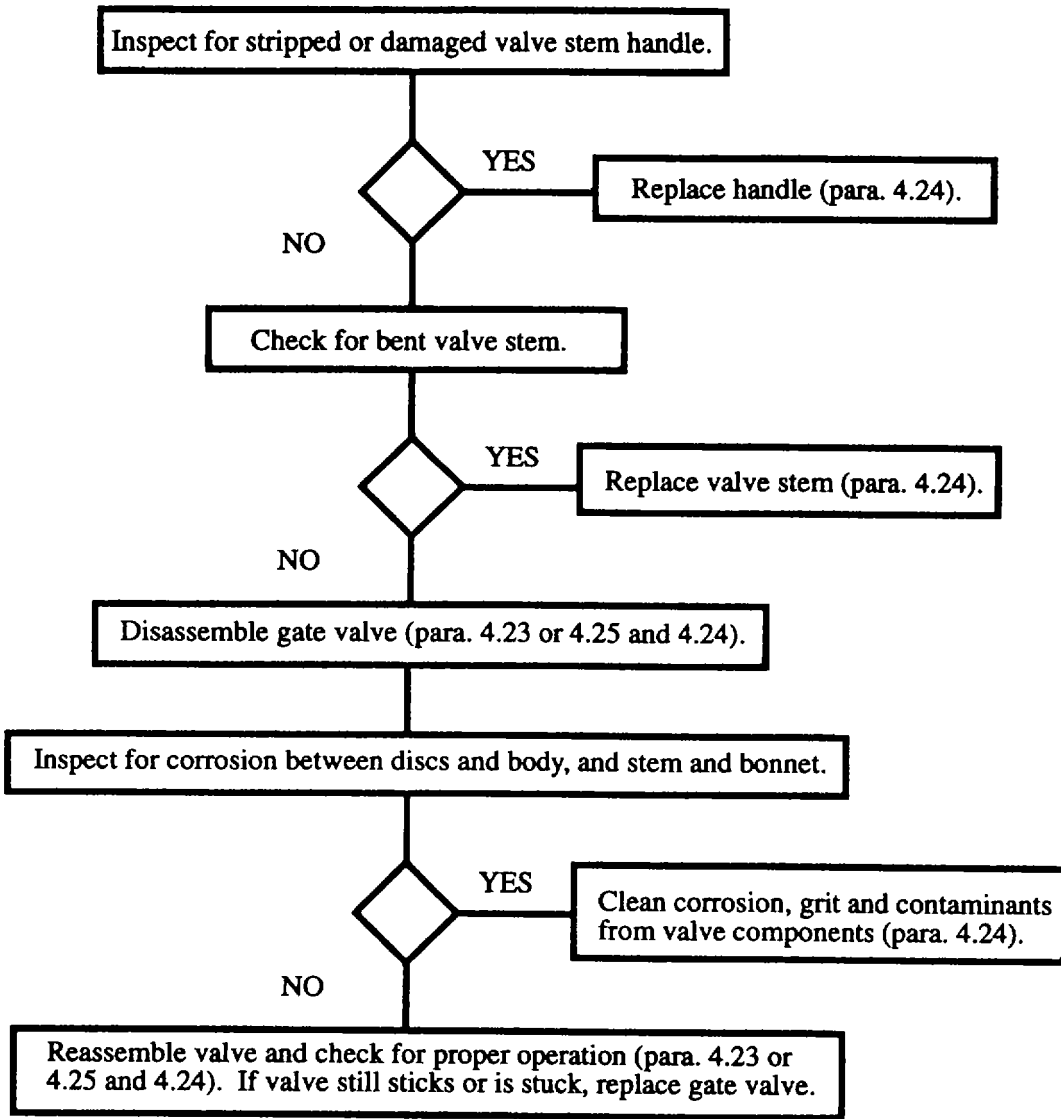 Inspect for stripped or damaged valve stem handle.
YES
Replace handle (para. 4.24).
NO
Check for bent valve stem.
YES
Replace valve stem (para. 4.24).
NO
Disassemble gate valve (para. 4.23 or 4.25 and 4.24).
Inspect for corrosion between discs and body, and stem and bonnet.
YES
Clean corrosion, grit and contaminants
from valve components (para. 4.24).
NO
Reassemble valve and check for proper operation (para. 4.23 or
4.25 and 4.24). If valve still sticks or is stuck, replace gate valve.